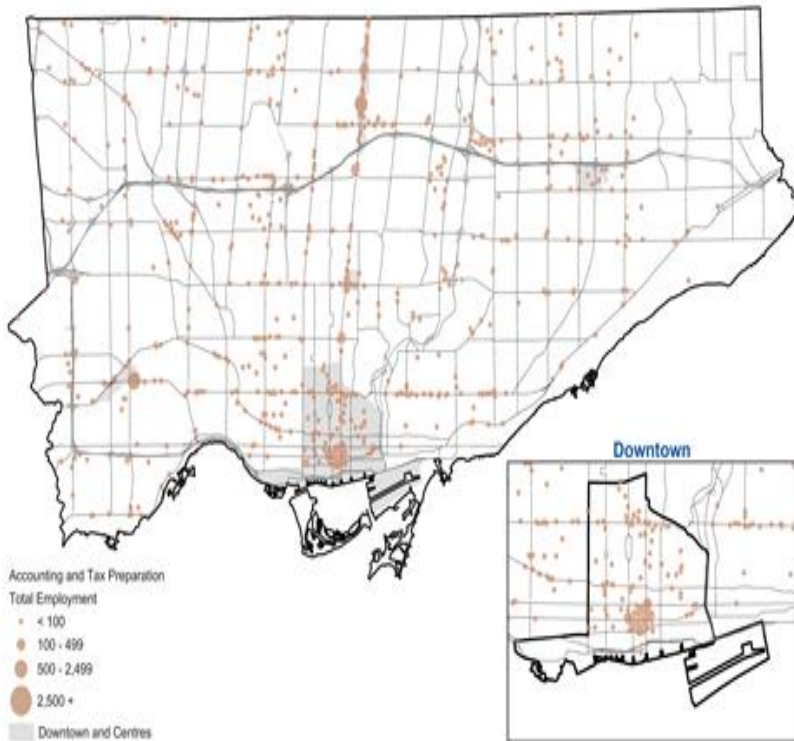 Downtown
Accounting and Tax Preparation
Total Employment
< 100
100 - 499
500 - 2,499
2,500 +
Downtown and Centres